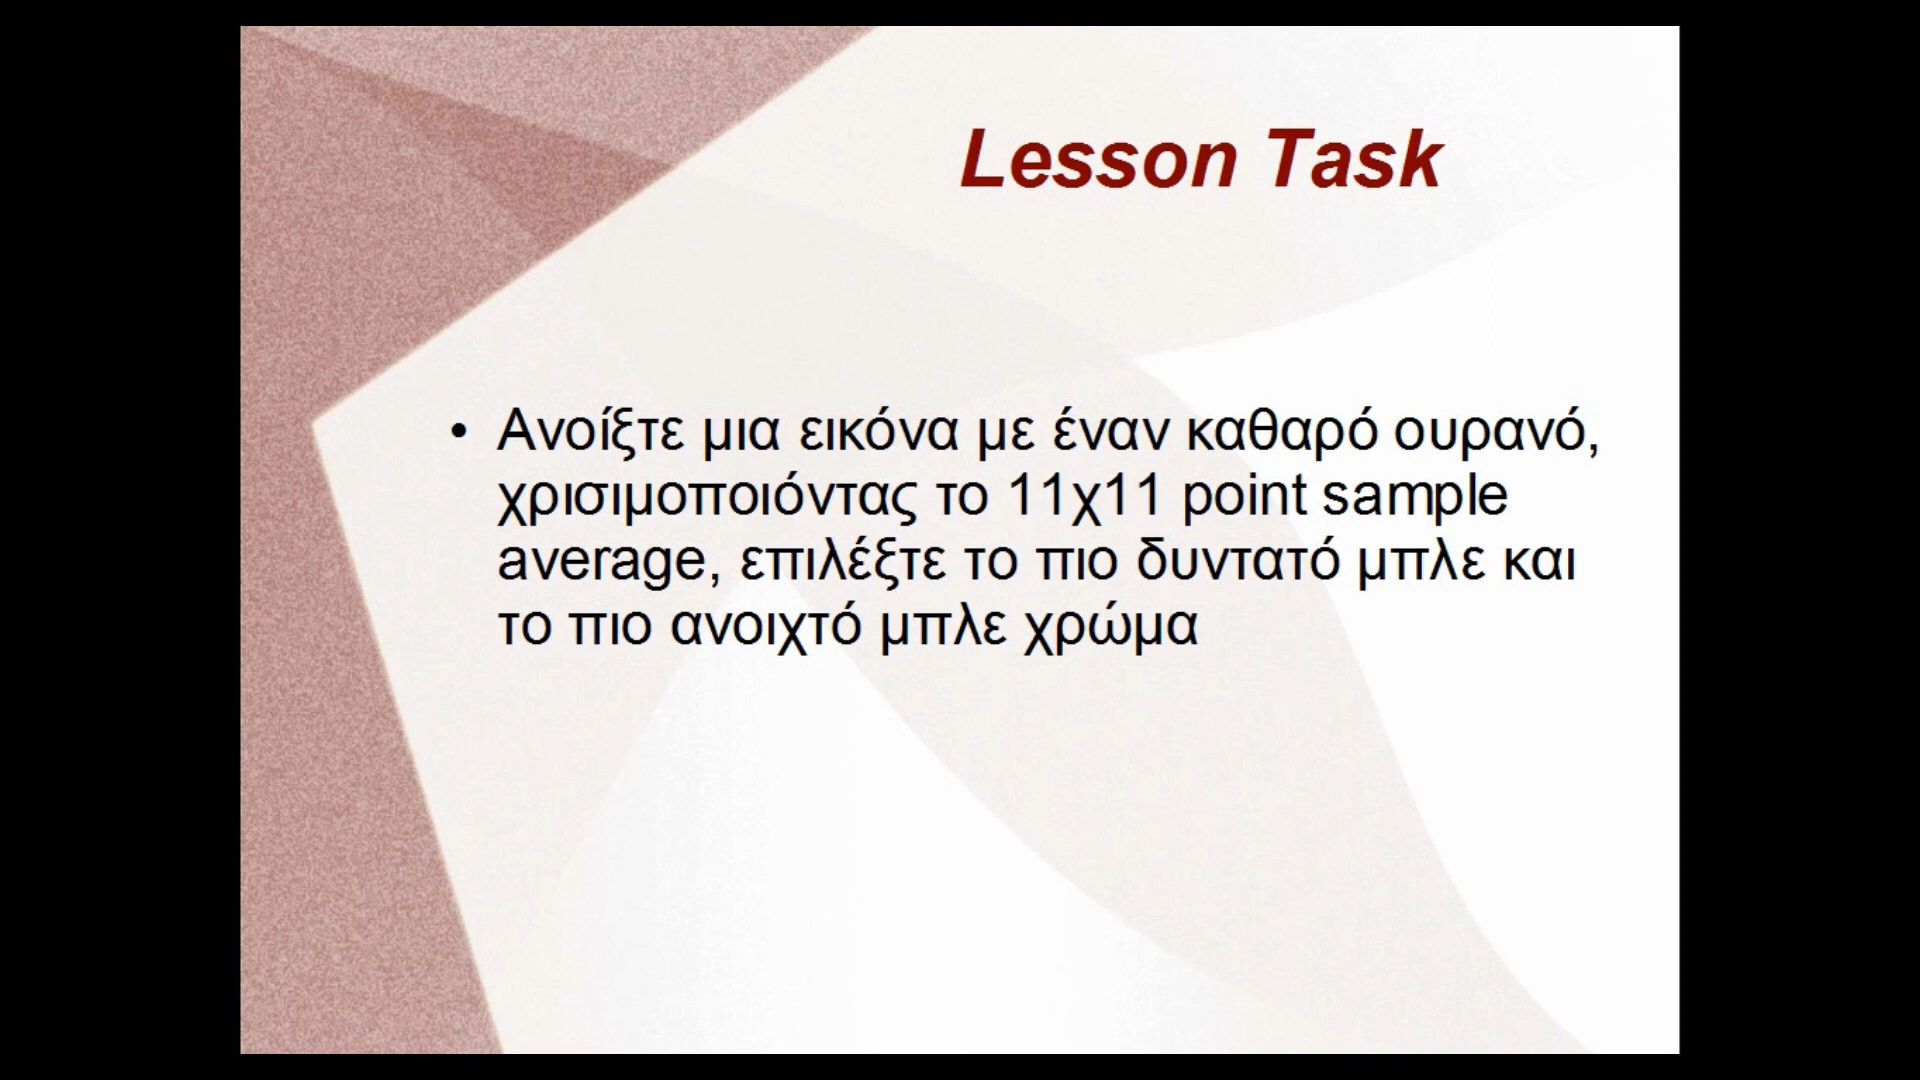 Lesson Task
• Ανοίξτε μια εικόνα με έναν καθαρό ουρανό,
χρισιμοποιόντας το 11χ11 point sample
average, επιλέξτε το πιο δυντατό μπλε και
το πιο ανοιχτό μπλε χρώμα